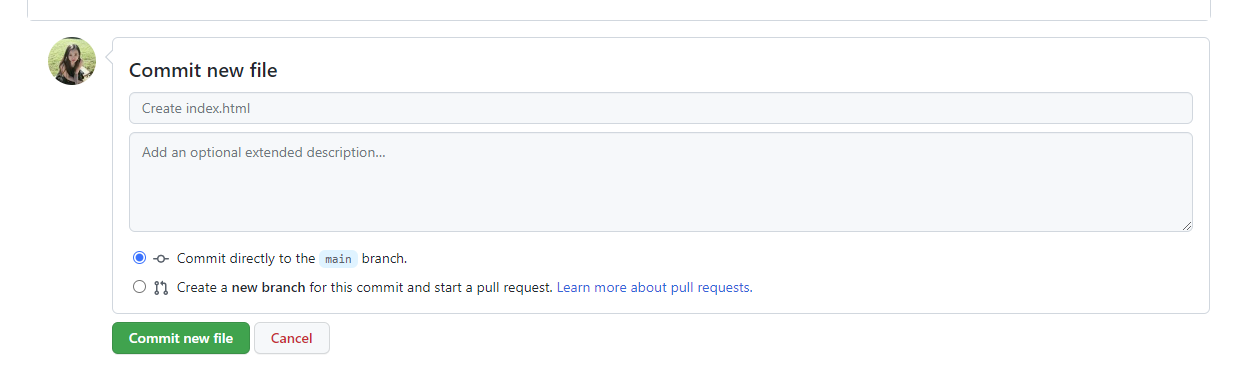 Commit new file
Create index.html
Add an optional extended description...
Commit directly to the main branch.
Create a new branch for this commit and start a pull request. Learn more about pull requests.
Commit new file Cancel